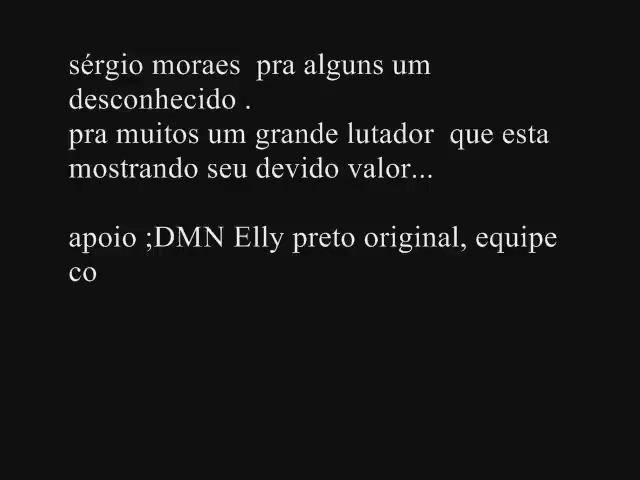 sérgio moraes  pra alguns um
desconhecido .
pra muitos um grande lutador  que esta
mostrando seu devido valor...
apoio ;DMN Elly preto original, equipe
co